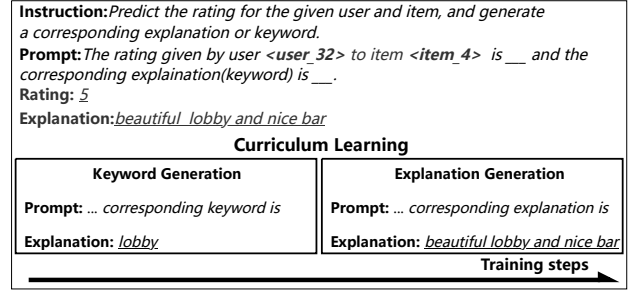 Instruction:Predict the rating for the given user and item, and generate
a corresponding explanation or keyword.
Prompt:The rating given by user <user_32> to item <item_4> is __ and the
corresponding explaination(keyword) is __.
Rating: 5
Explanation:beautiful lobby and nice bar
Curriculum Learning
Keyword Generation
Prompt: ... corresponding keyword is
Explanation: lobby
Explanation Generation
Prompt: ... corresponding explanation is
Explanation: beautiful lobby and nice bar
Training steps